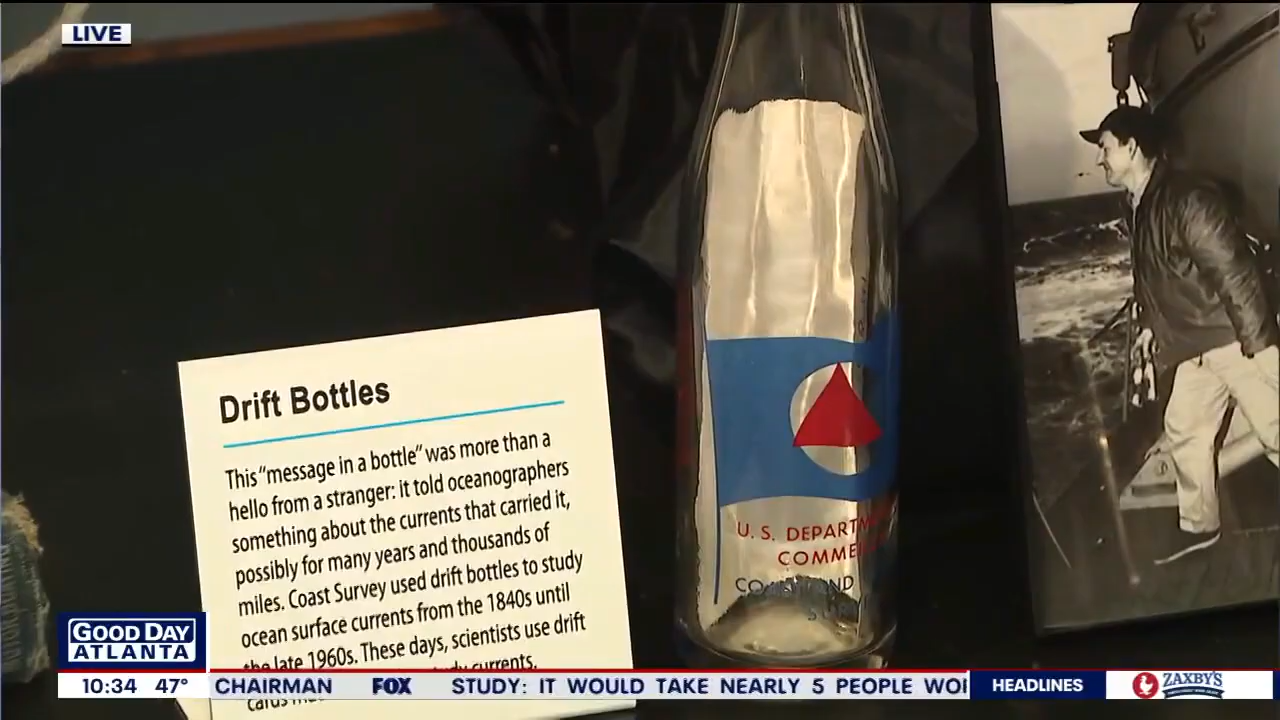 LIVE
Drift Bottles
This "message in a bottle" was more than a
hello from a stranger: it told oceanographers
something about the currents that carried it,
possibly for many years and thousands of
miles. Coast Survey used drift bottles to study
ocean surface currents from the 1840s until
the late 1960s. These days, scientists use drift
currents.
U. S.
GOOD DAY
ATLANTA
10:34 47° CHAIRMAN FOX STUDY: IT WOULD TAKE NEARLY 5 PEOPLE HEADLINES ZAXBY'S